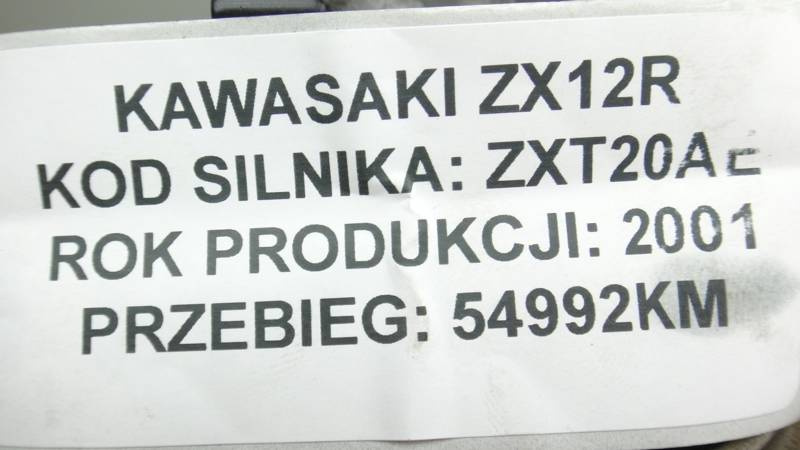 KAWASAKI ZX12R
KOD SILNIKA: ZXT20AE
ROK PRODUKCJI: 2001
PRZEBIEG: 54992KM